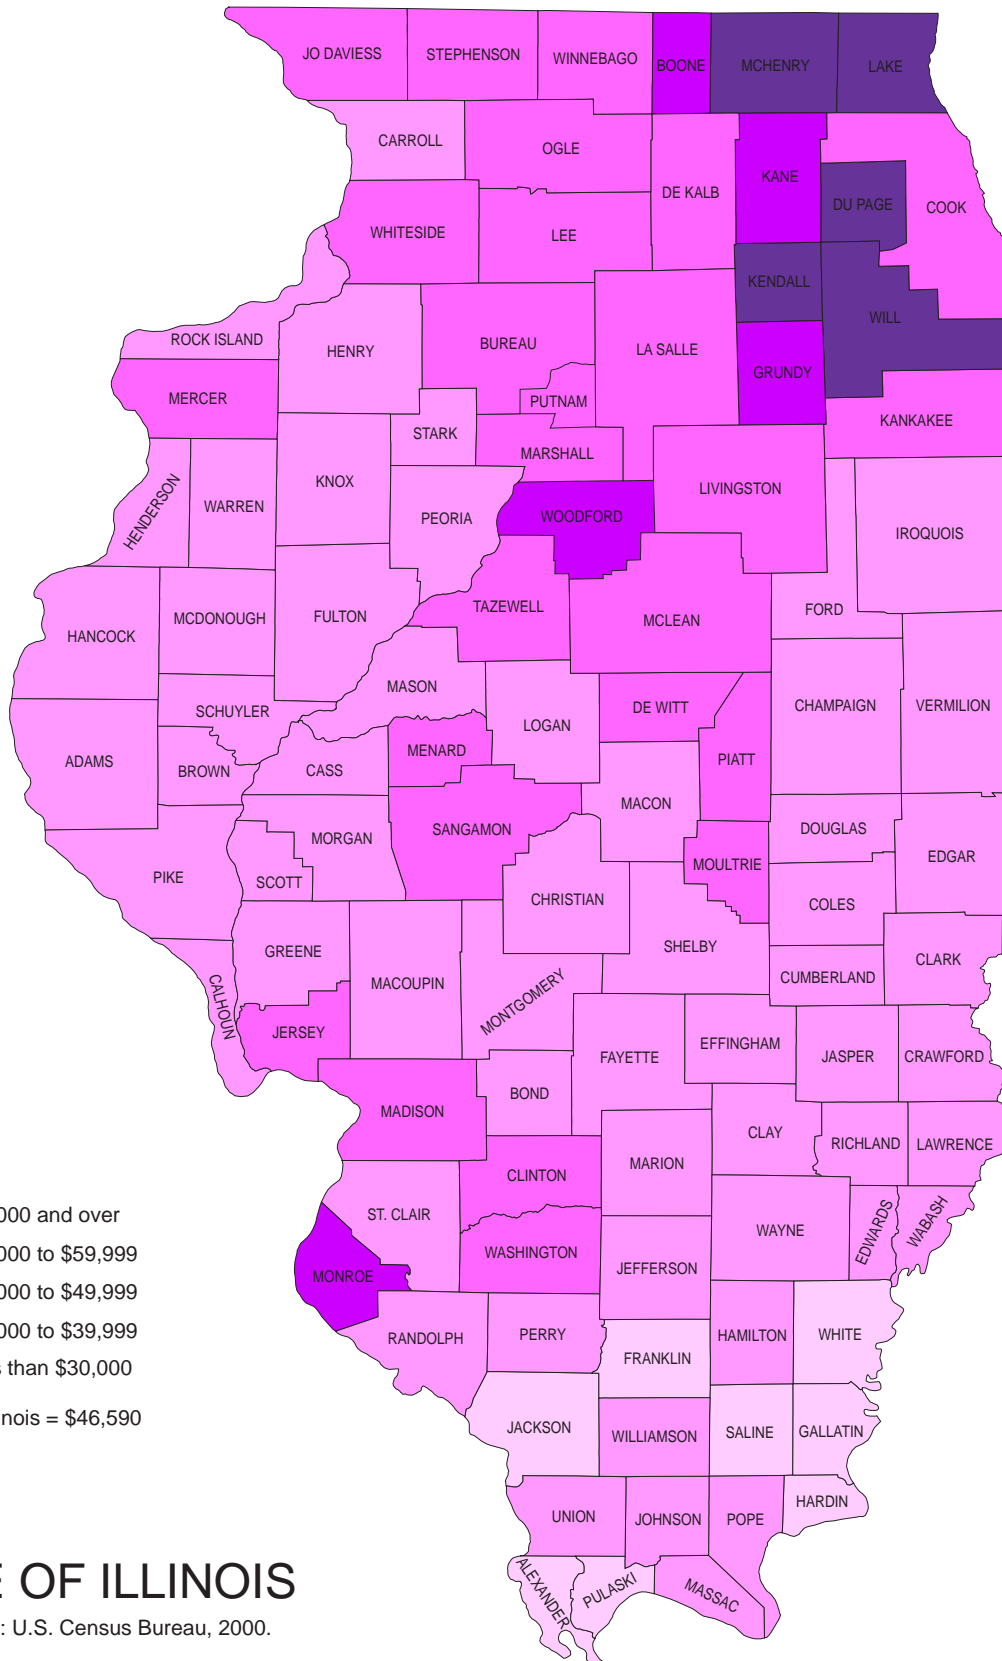 JO DAVIESS
STEPHENSON
WINNEBAGO
BOONE
MCHENRY
LAKE
CARROLL
OGLE
DE KALB
KANE
DU PAGE
COOK
WHITESIDE
LEE
KENDALL
WILL
ROCK ISLAND
HENRY
BUREAU
LA SALLE
GRUNDY
MERCER
PUTNAM
KANKAKEE
STARK
MARSHALL
HENDERSON
WARREN
KNOX
PEORIA
WOODFORD
LIVINGSTON
IROQUOIS
HANCOCK
MCDONOUGH
FULTON
TAZEWELL
MCLEAN
FORD
MASON
SCHUYLER
LOGAN
DE WITT
CHAMPAIGN
VERMILION
ADAMS
BROWN
CASS
MENARD
PIATT
MACON
MORGAN
SANGAMON
DOUGLAS
EDGAR
PIKE
SCOTT
MOULTRIE
CHRISTIAN
COLES
GREENE
SHELBY
CALHOUN
MACOUPIN
MONTGOMERY
CUMBERLAND
CLARK
JERSEY
FAYETTE
EFFINGHAM
JASPER
CRAWFORD
MADISON
BOND
CLAY
RICHLAND
LAWRENCE
CLINTON
MARION
ST. CLAIR
WAYNE
EDWARDS
WABASH
WASHINGTON
JEFFERSON
MONROE
RANDOLPH
PERRY
FRANKLIN
HAMILTON
WHITE
JACKSON
WILLIAMSON
SALINE
GALLATIN
HARDIN
UNION
JOHNSON
POPE
ALEXANDER
PULASKI
MASSAC
000 and over
000 to $59,999
000 to $49,999
000 to $39,999
s than $30,000
nois = $46,590
E OF ILLINOIS
: U.S. Census Bureau, 2000.